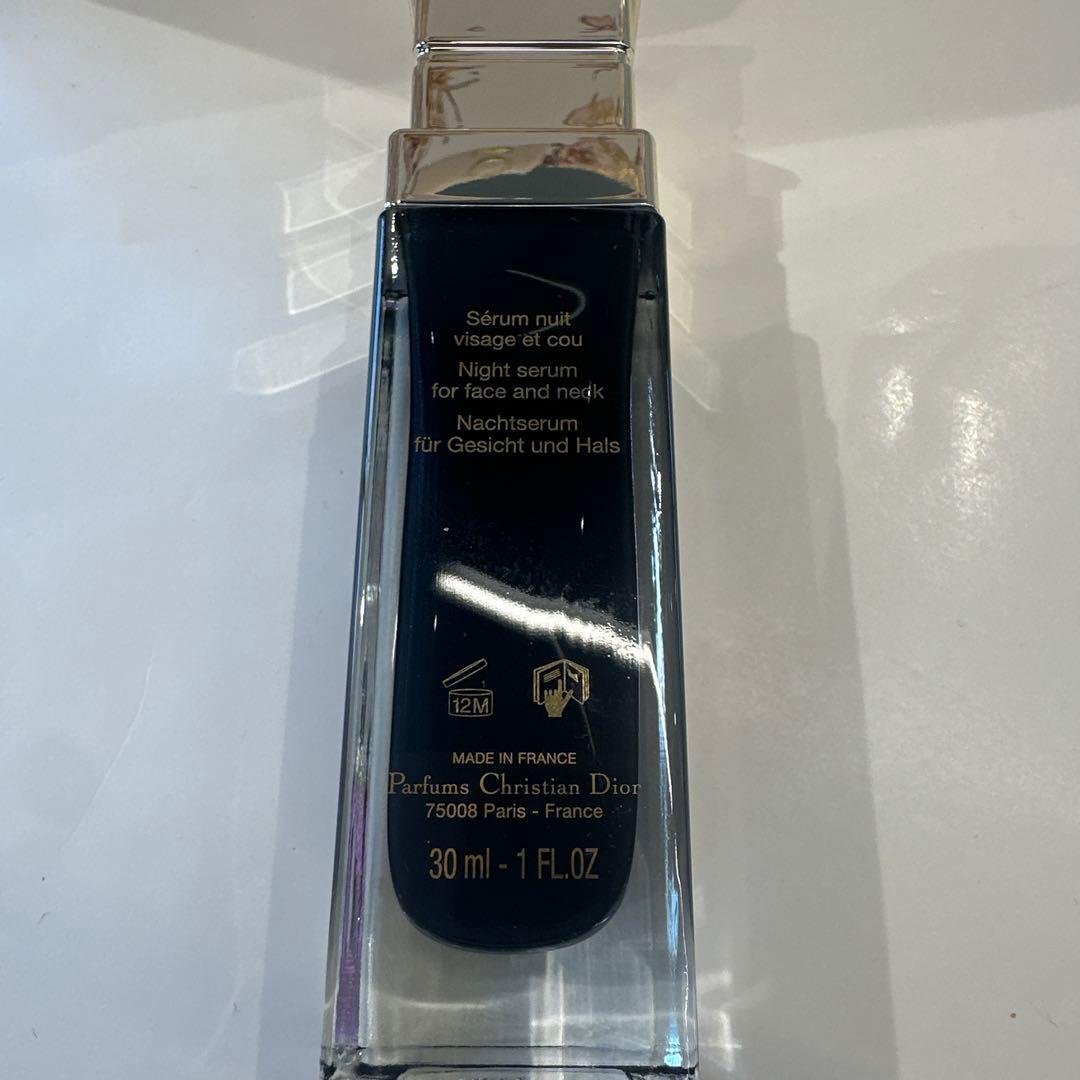 Sérum nuit
visage et cou
Night serum
for face and neck
Nachtserum
für Gesicht und Hals
12M
MADE IN FRANCE
Parfums Christian Dior
75008 Paris - France
30 ml - 1 FL.OZ